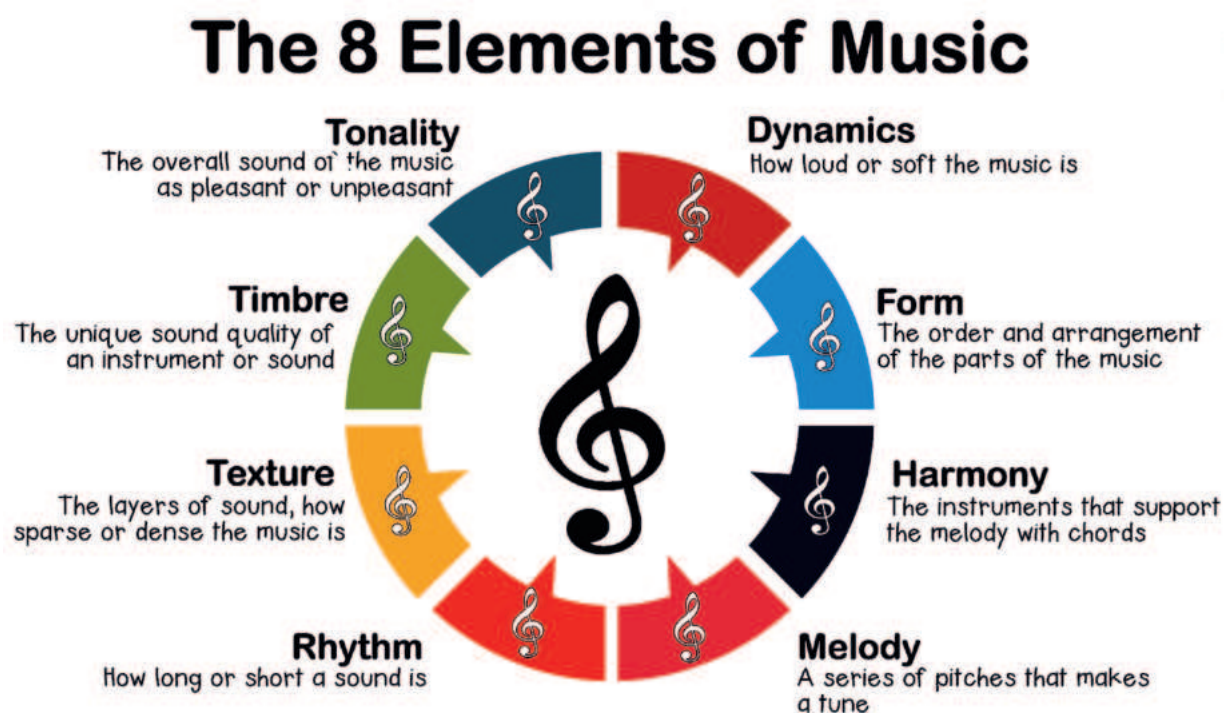 The 8 Elements of Music
Tonality
The overall sound of the music
as pleasant or unpleasant
Dynamics
How loud or soft the music is
Timbre
The unique sound quality of
an instrument or sound
Form
The order and arrangement
of the parts of the music
Texture
The layers of sound, how
sparse or dense the music is
Harmony
The instruments that support
the melody with chords
Rhythm
How long or short a sound is
Melody
A series of pitches that makes
a tune